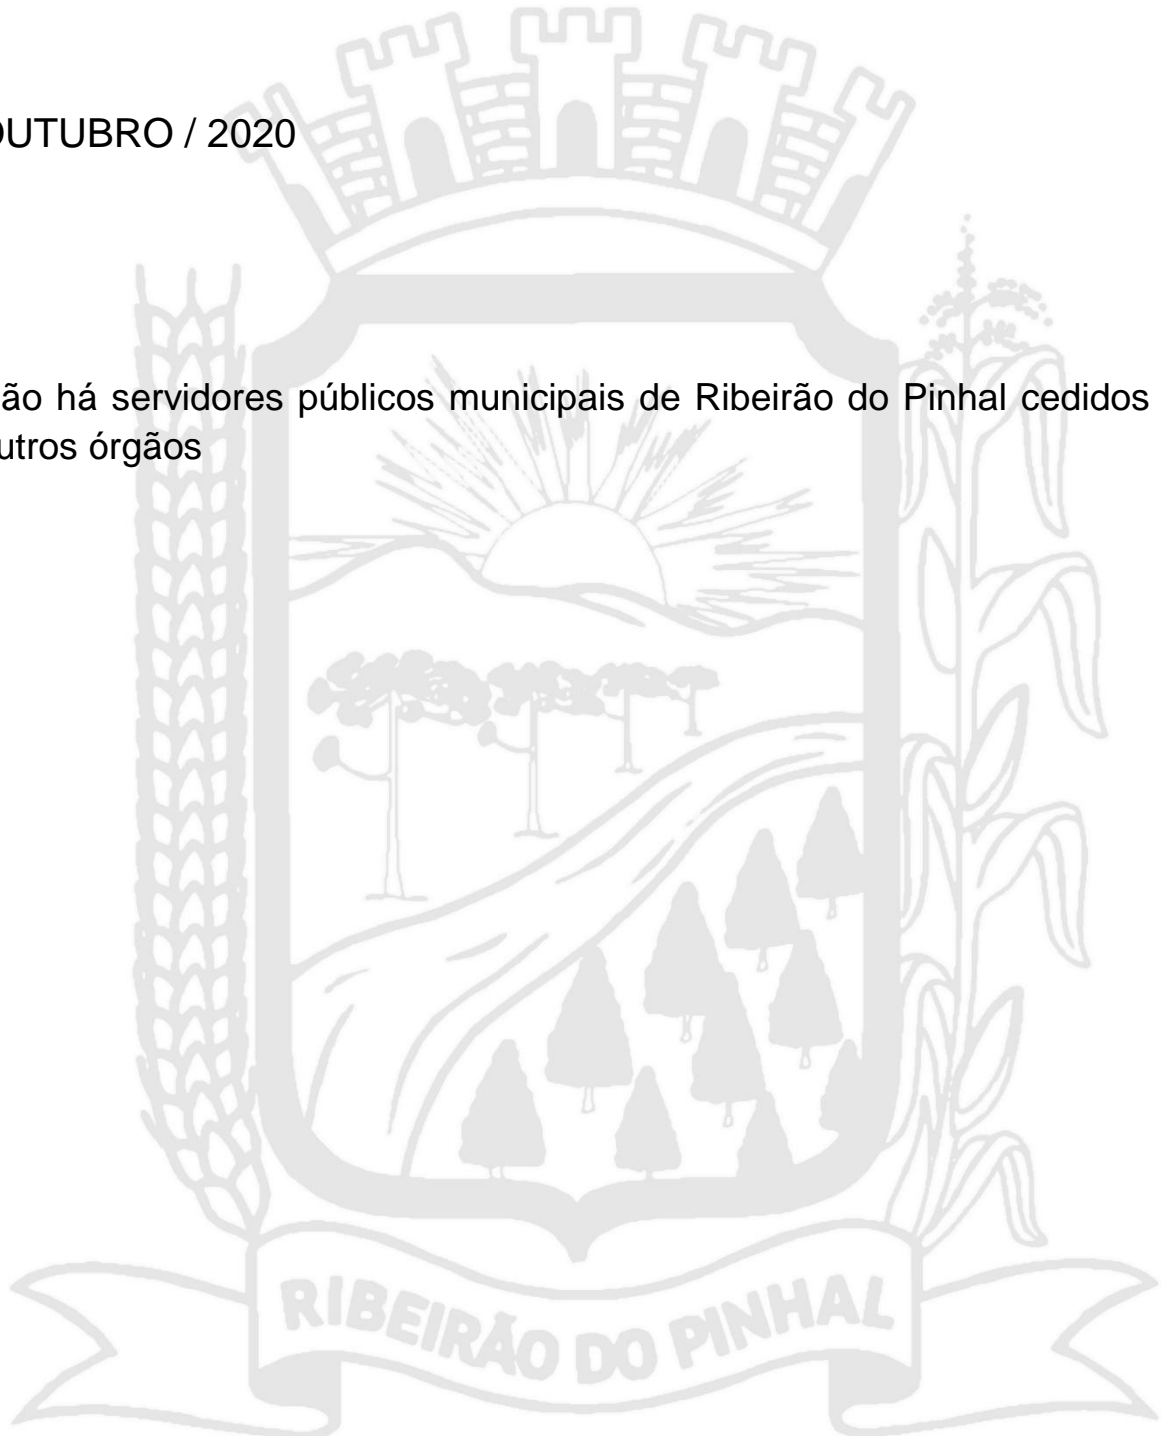 OUTUBRO / 2020
ão há servidores públicos municipais de Ribeirão do Pinhal cedidos
utros órgãos
RIBEIRÃO DO PINHAL